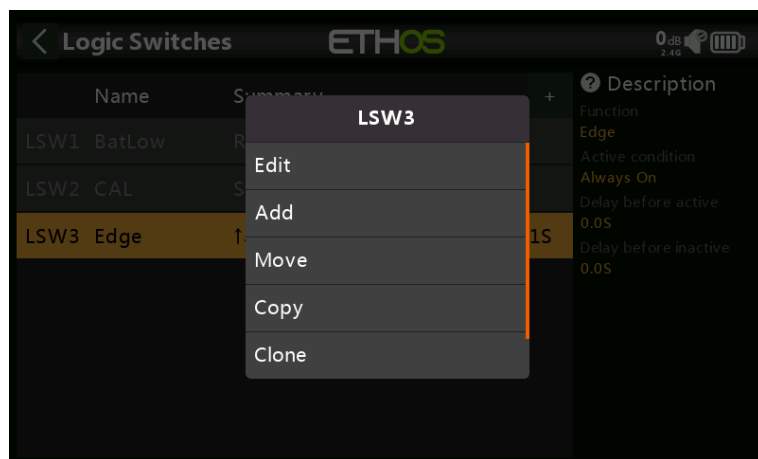 Logic Switches
ETHOS
0dB
2.4G
Name Summary +
LSW1 BatLow R
LSW2 CAL S
LSW3 Edge 1S
LSW3
Edit
Add
Move
Copy
Clone
? Description
Function
Edge
Active condition
Always On
Delay before active
0.0S
Delay before inactive
0.0S